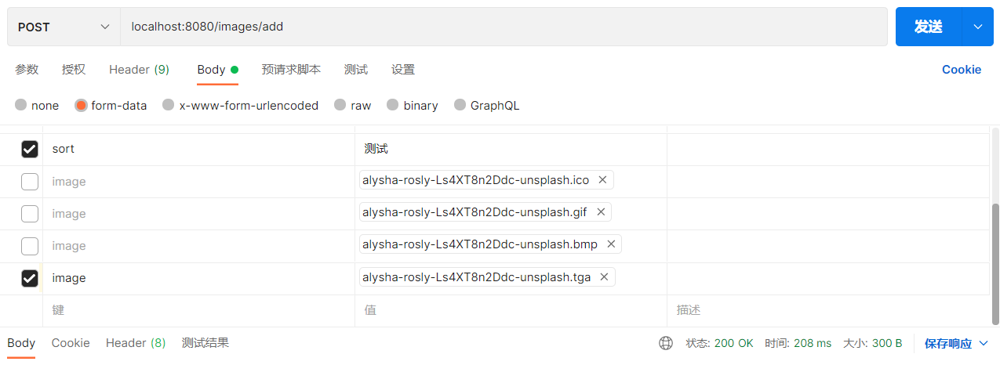 POST localhost:8080/images/add 发送
参数 授权 Header (9) Body 预请求脚本 测试 设置 Cookie
none form-data x-www-form-urlencoded raw binary GraphQL
sort 测试
image alysha-rosly-Ls4XT8n2Ddc-unsplash.ico
image alysha-rosly-Ls4XT8n2Ddc-unsplash.gif
image alysha-rosly-Ls4XT8n2Ddc-unsplash.bmp
image alysha-rosly-Ls4XT8n2Ddc-unsplash.tga
键 值 描述
Body Cookie Header (8) 测试结果 状态: 200 OK 时间: 208 ms 大小: 300 B 保存响应